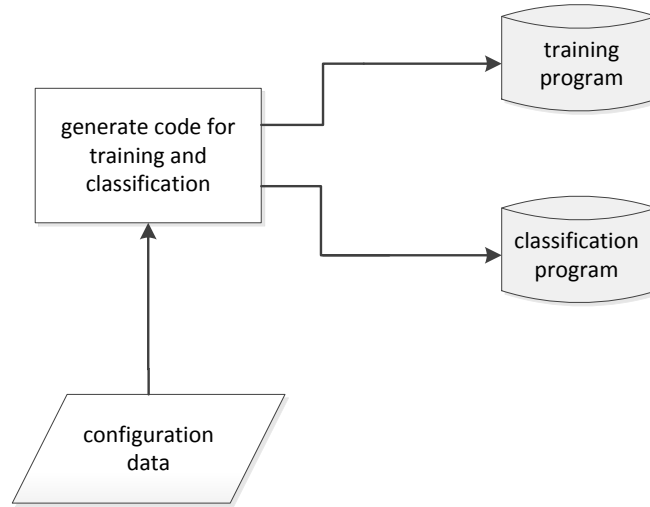 training
program
generate code for
training and
classification
classification
program
configuration
data